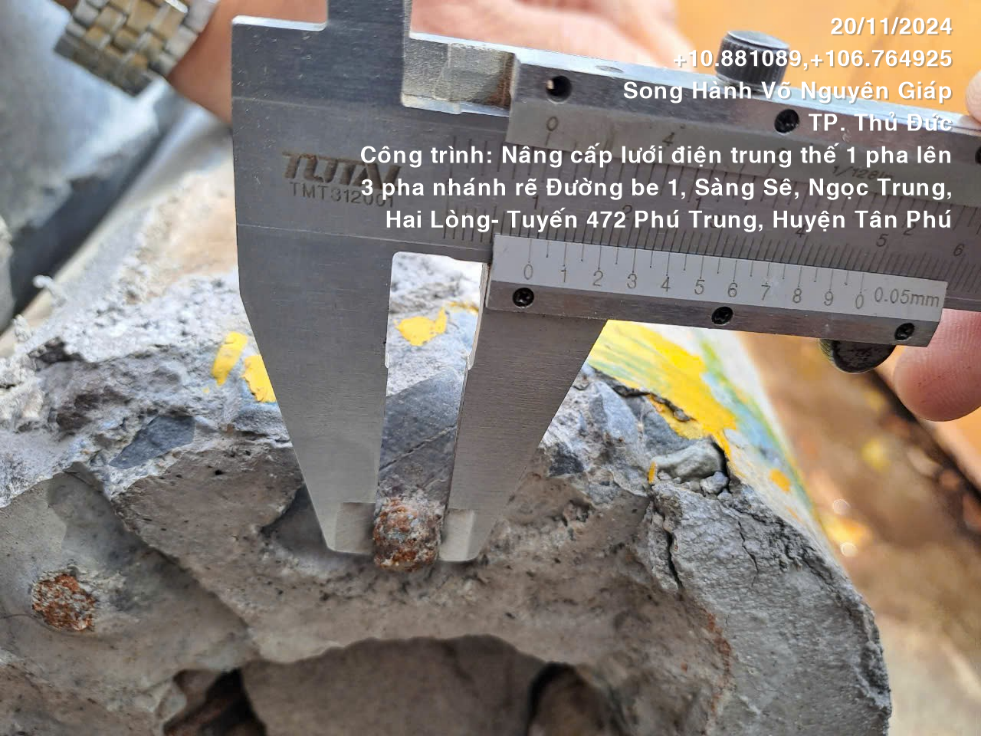 20/11/2024
+10.881089,+106.764925
Song Hành Võ Nguyên Giáp
TP. Thủ Đức
Công trình: Nâng cấp lưới điện trung thế 1 pha lên
3 pha nhánh rẽ Đường be 1, Sàng Sê, Ngọc Trung,
Hai Lòng- Tuyến 472 Phú Trung, Huyện Tân Phú
TOTAL
0 4
1/128
5 6
0 1 2 3 4 5 6 7 8 9 0 0.05mm